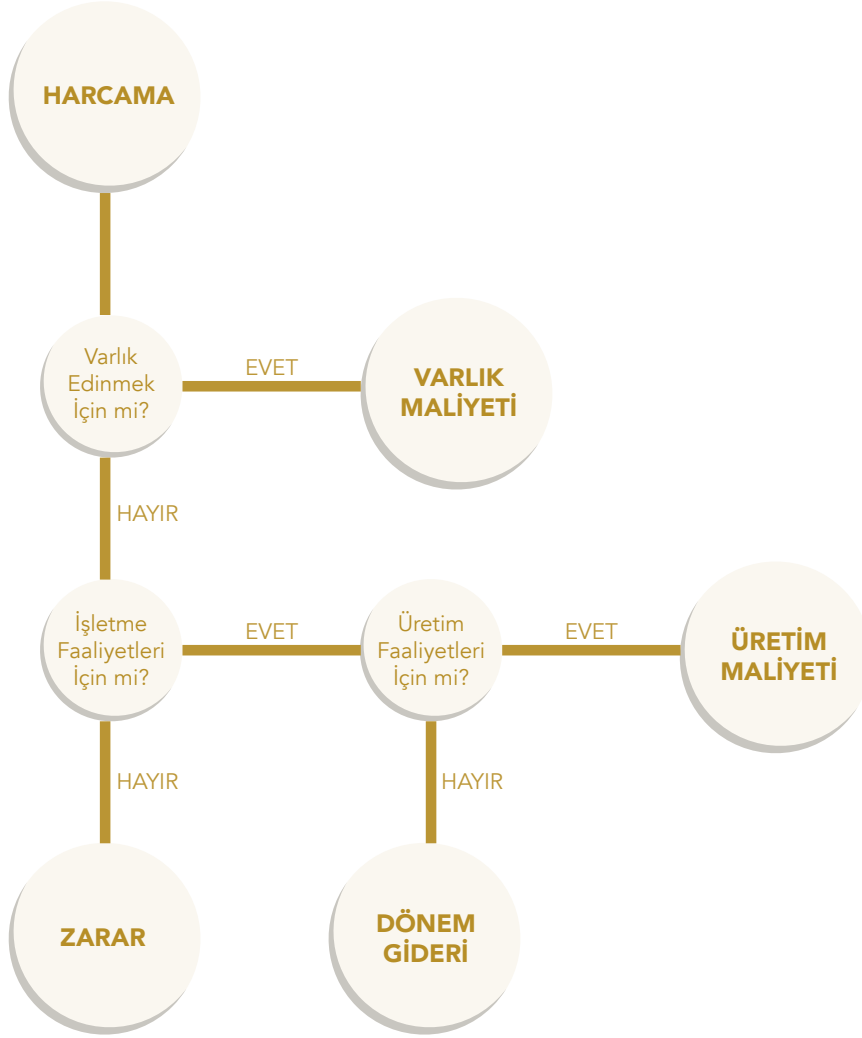 HARCAMA
Varlık
Edinmek
İçin mi?
EVET
VARLIK
MALİYETİ
HAYIR
İşletme
Faaliyetleri
İçin mi?
EVET
Üretim
Faaliyetleri
İçin mi?
EVET
ÜRETİM
MALİYETİ
HAYIR
HAYIR
ZARAR
DÖNEM
GİDERİ